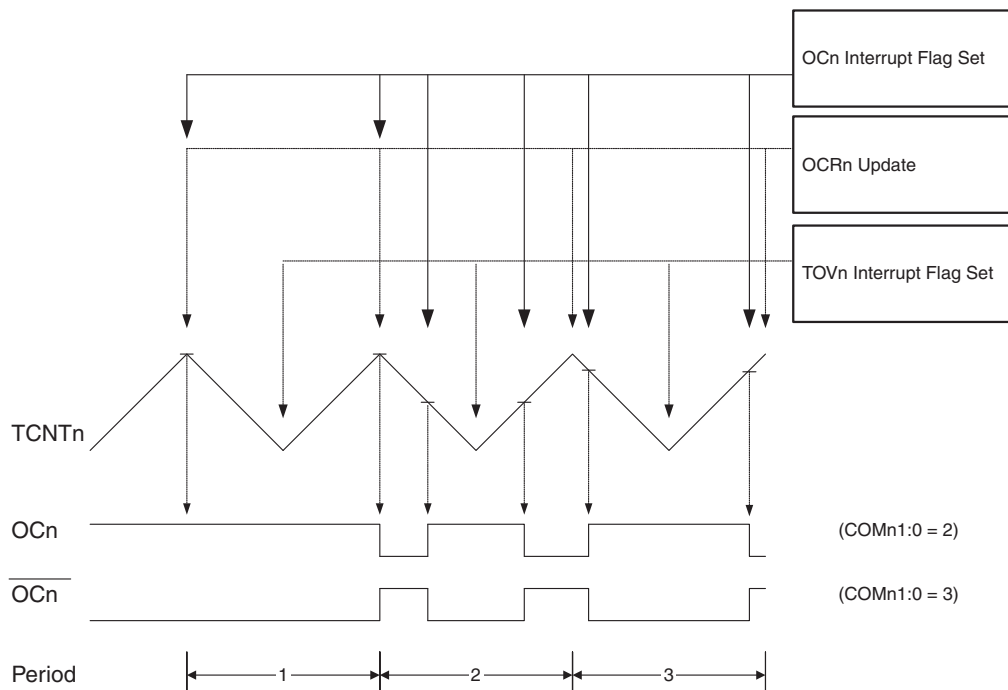 OCn Interrupt Flag Set
OCRn Update
TOVn Interrupt Flag Set
TCNTn
OCn (COMn1:0 = 2)
OCn (COMn1:0 = 3)
Period 1 2 3